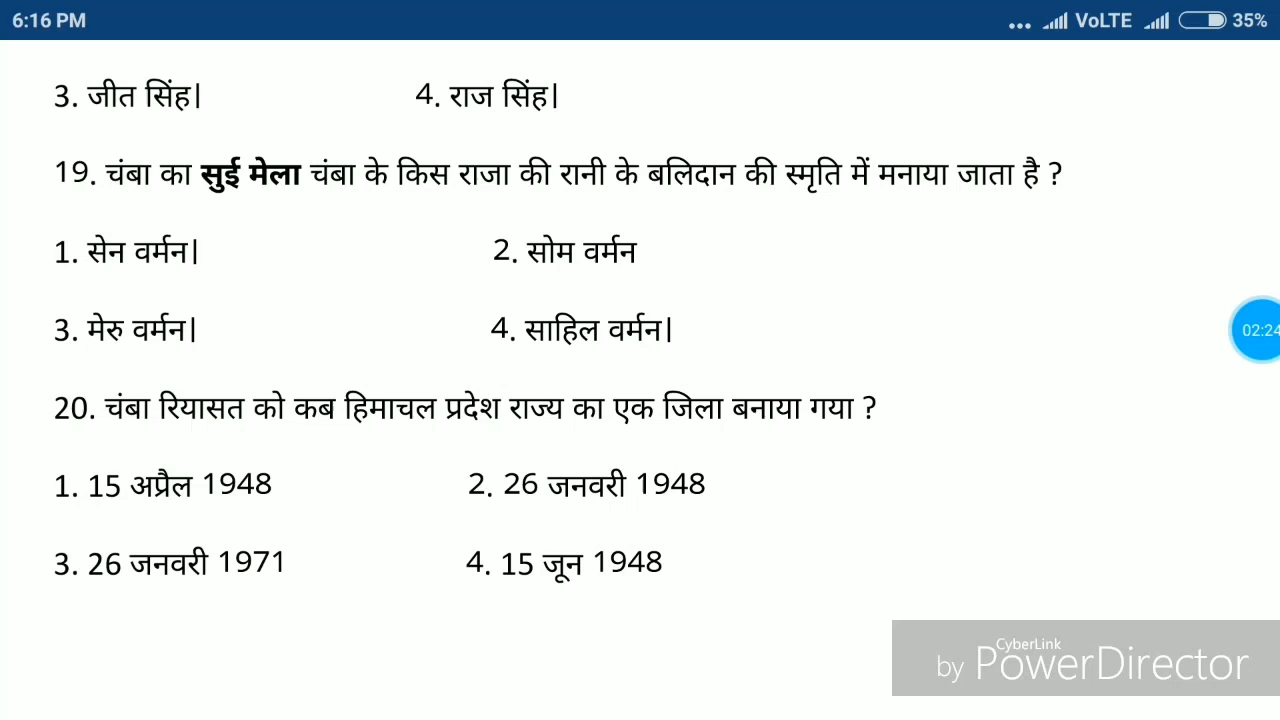 6:16 PM ... VoLTE 35%
3. जीत सिंह| 4. राज सिंह|
19. चंबा का सुई मेला चंबा के किस राजा की रानी के बलिदान की स्मृति में मनाया जाता है ?
1. सेन वर्मन| 2. सोम वर्मन
3. मेरु वर्मन| 4. साहिल वर्मन|
02:24
20. चंबा रियासत को कब हिमाचल प्रदेश राज्य का एक जिला बनाया गया ?
1. 15 अप्रैल 1948 2. 26 जनवरी 1948
3. 26 जनवरी 1971 4. 15 जून 1948
CyberLink
by PowerDirector